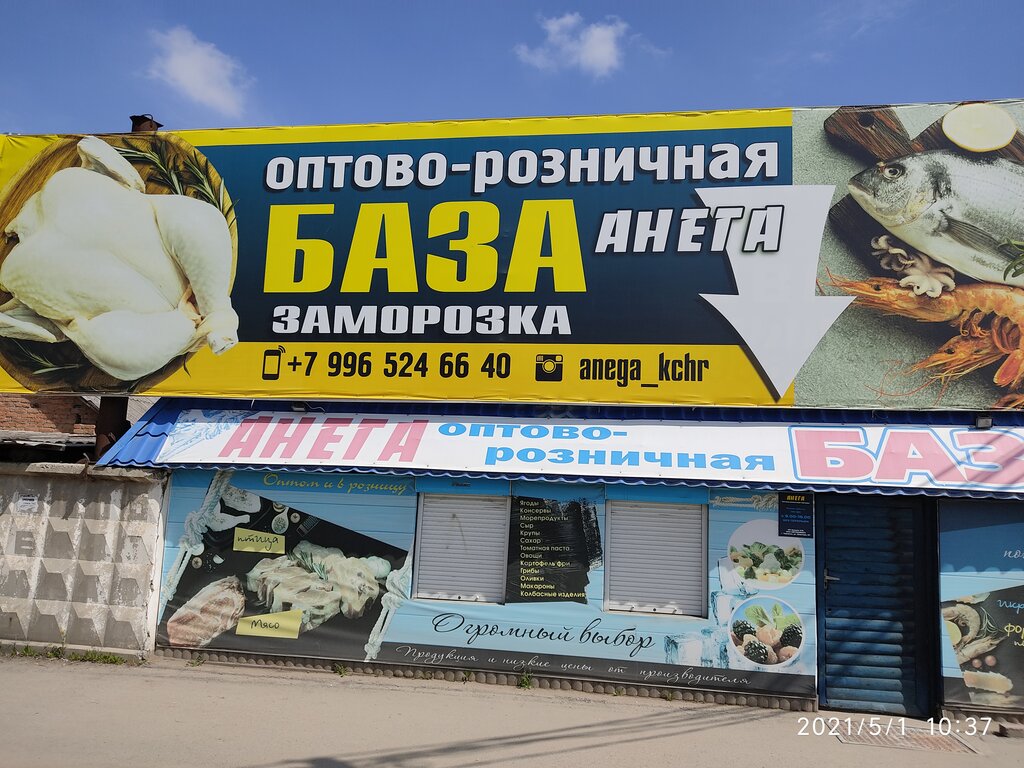 ОПТОВО-РОЗНИЧНАЯ
БАЗА АНЕГА
ЗАМОРОЗКА
+7 996 524 66 40 anega_kchr
АНЕГА ОПТОВО-
РОЗНИЧНАЯ БАЗ
Оптом и в розницу
птица
Мясо
Ягоды
Консервы
Морепродукты
Сыр
Крупы
Сахар
Томатная паста
Овощи
Картофель фри
Грибы
Оливки
Макароны
Колбасные изделия
Огромный выбор
Продукция и низкие цены от производителя
АНЕГА
2021/5/1 10:37